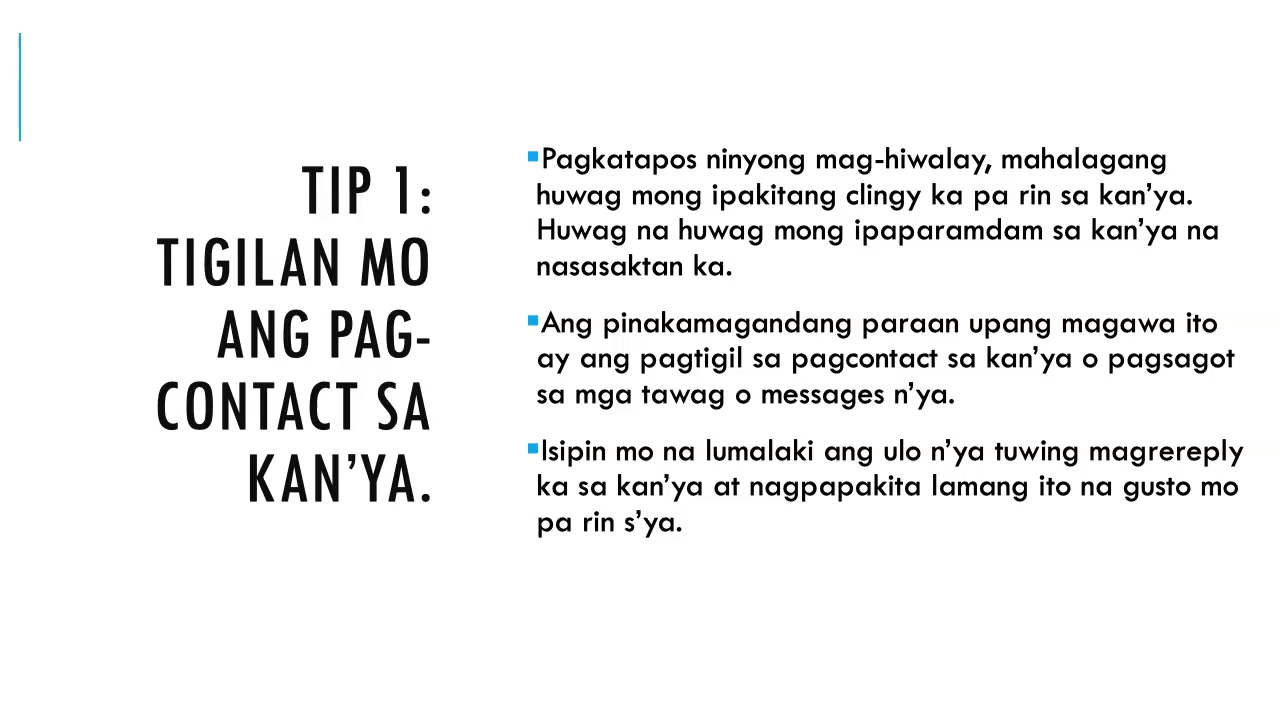 TIP 1:
TIGILAN MO
ANG PAG-
CONTACT SA
KAN’YA.
▪Pagkatapos ninyong mag-hiwalay, mahalagang
huwag mong ipakitang clingy ka pa rin sa kan’ya.
Huwag na huwag mong ipaparamdam sa kan’ya na
nasasaktan ka.
▪Ang pinakamagandang paraan upang magawa ito
ay ang pagtigil sa pagcontact sa kan’ya o pagsagot
sa mga tawag o messages n’ya.
▪Isipin mo na lumalaki ang ulo n’ya tuwing magrereply
ka sa kan’ya at nagpapakita lamang ito na gusto mo
pa rin s’ya.